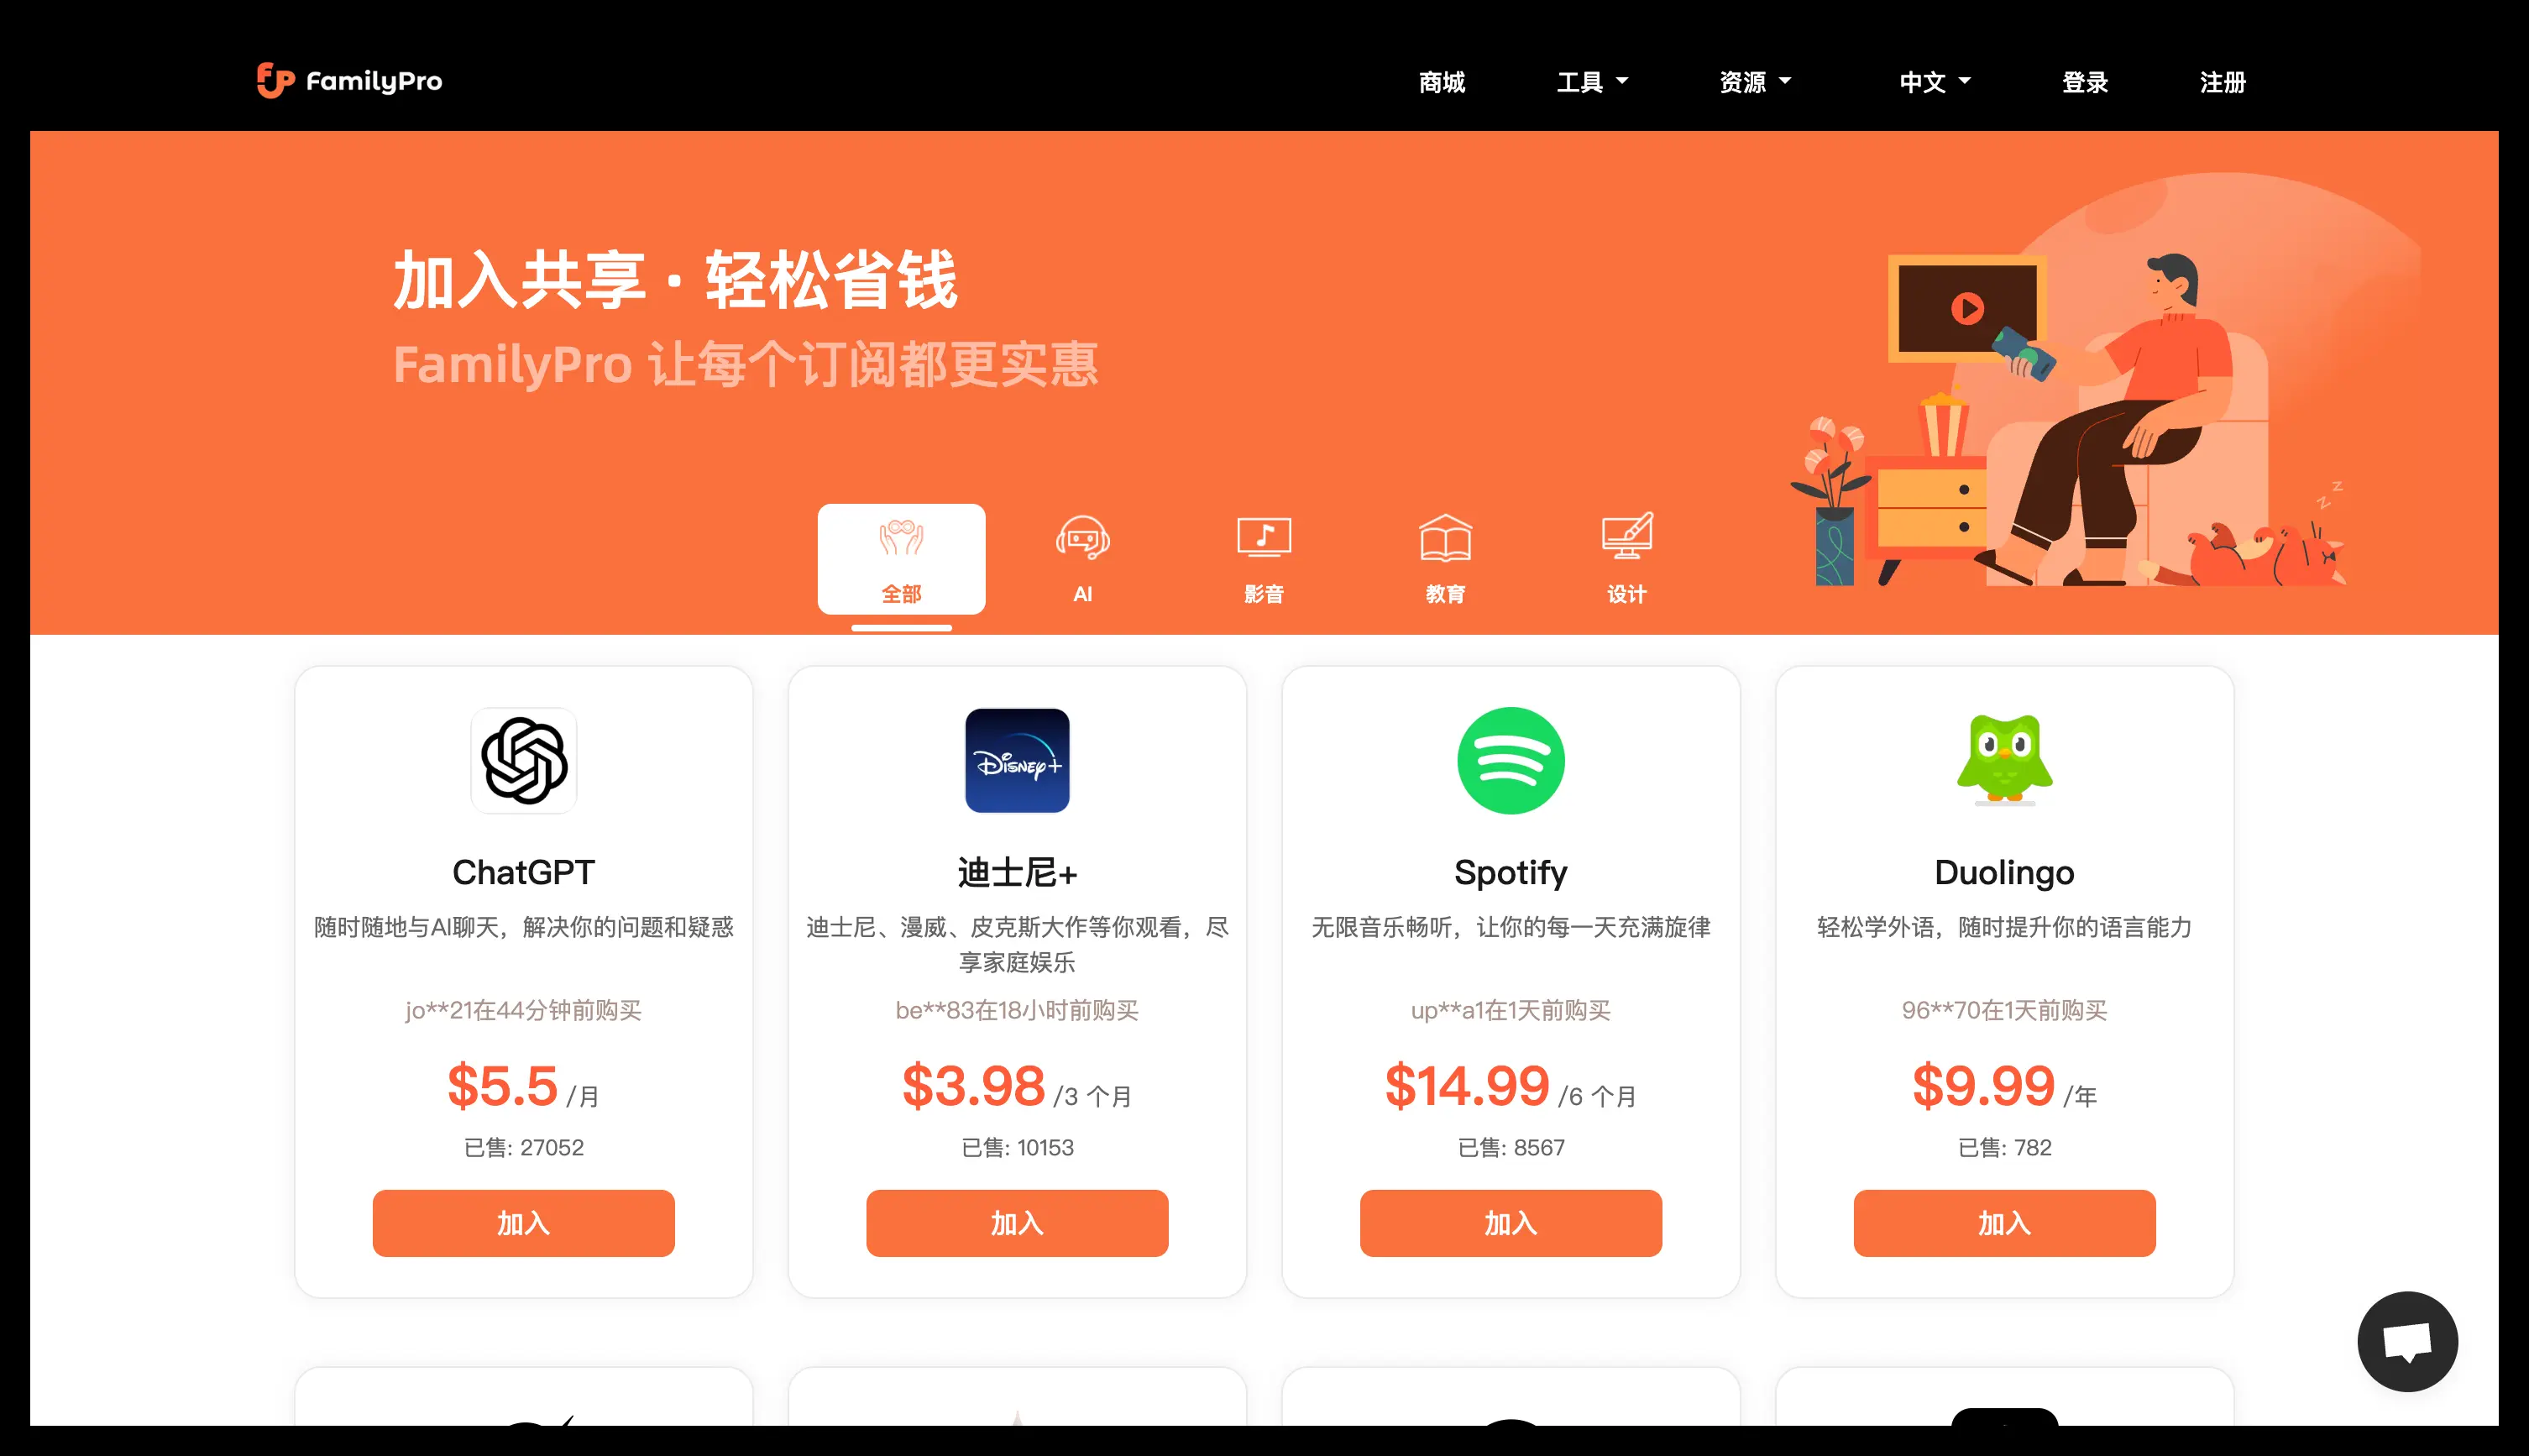 FamilyPro
商城
工具
资源
中文
登录
注册
加入共享 · 轻松省钱
FamilyPro 让每个订阅都更实惠
全部
AI
影音
教育
设计
Disney+
ChatGPT
随时随地与AI聊天，解决你的问题和疑惑
jo**21在44分钟前购买
$5.5 /月
已售: 27052
加入
迪士尼+
迪士尼、漫威、皮克斯大作等你观看，尽
享家庭娱乐
be**83在18小时前购买
$3.98 /3 个月
已售: 10153
加入
Spotify
无限音乐畅听，让你的每一天充满旋律
up**a1在1天前购买
$14.99 /6 个月
已售: 8567
加入
Duolingo
轻松学外语，随时提升你的语言能力
96**70在1天前购买
$9.99 /年
已售: 782
加入